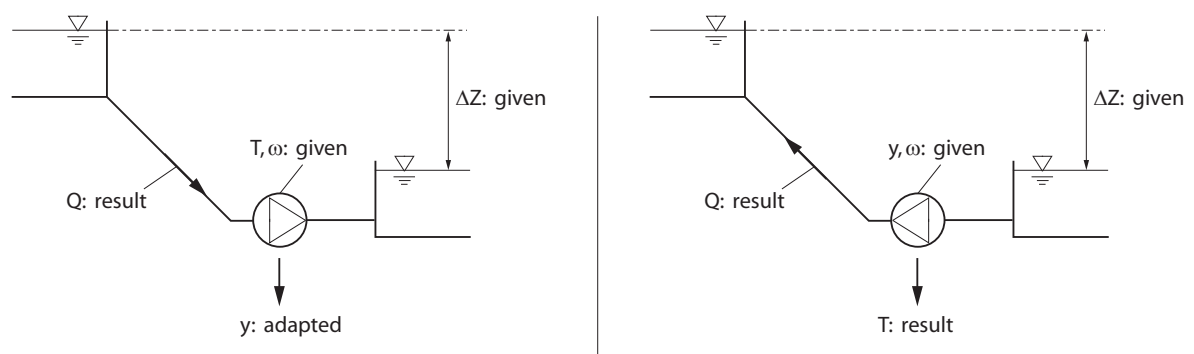 ΔZ: given
T, ω: given
Q: result
y: adapted
ΔZ: given
y, ω: given
Q: result
T: result